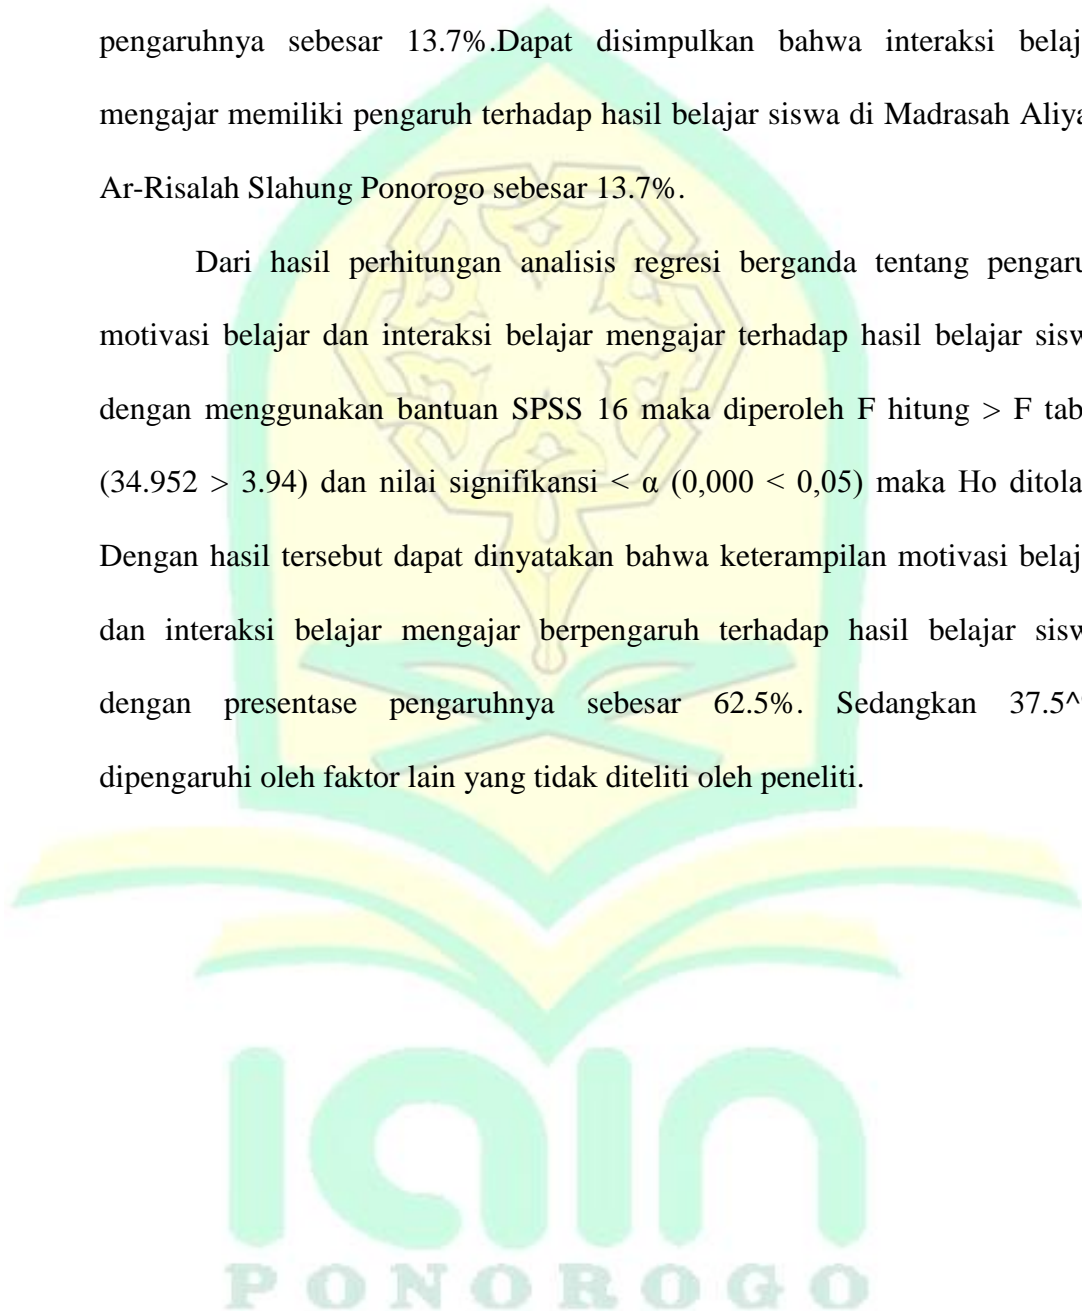 pengaruhnya sebesar 13.7%.Dapat disimpulkan bahwa interaksi belaj
mengajar memiliki pengaruh terhadap hasil belajar siswa di Madrasah Aliya
Ar-Risalah Slahung Ponorogo sebesar 13.7%.
Dari hasil perhitungan analisis regresi berganda tentang pengaru
motivasi belajar dan interaksi belajar mengajar terhadap hasil belajar sisw
dengan menggunakan bantuan SPSS 16 maka diperoleh F hitung > F tab
(34.952 > 3.94) dan nilai signifikansi < α (0,000 < 0,05) maka Ho ditola
Dengan hasil tersebut dapat dinyatakan bahwa keterampilan motivasi belaj
dan interaksi belajar mengajar berpengaruh terhadap hasil belajar sisw
dengan presentase pengaruhnya sebesar 62.5%. Sedangkan 37.5^
dipengaruhi oleh faktor lain yang tidak diteliti oleh peneliti.
iain
PONOROGO